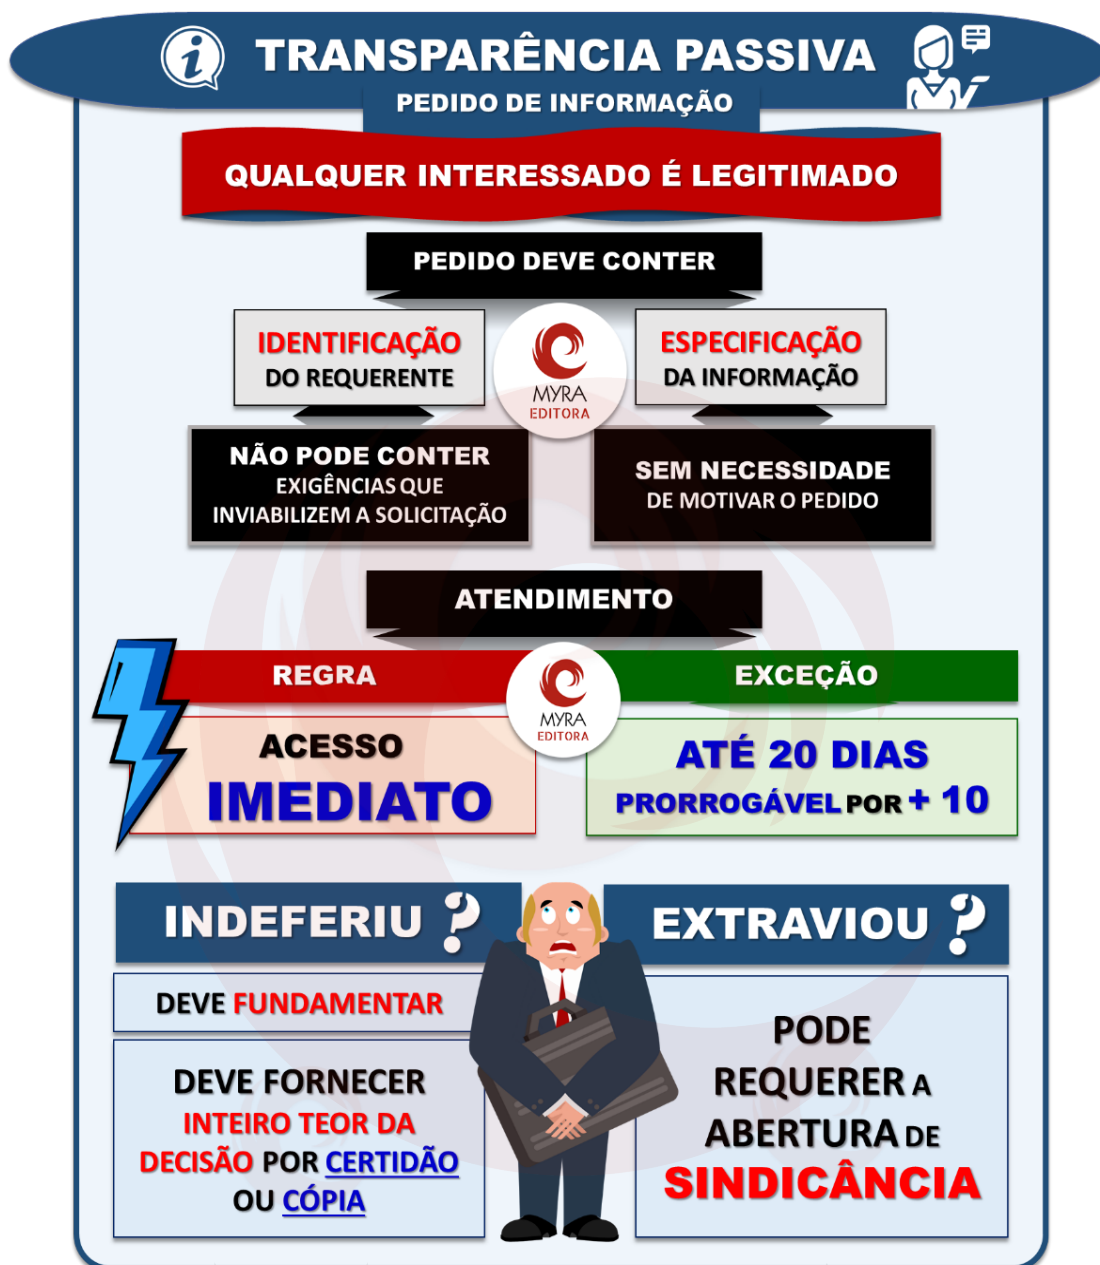 TRANSPARÊNCIA PASSIVA
PEDIDO DE INFORMAÇÃO
QUALQUER INTERESSADO É LEGITIMADO
PEDIDO DEVE CONTER
IDENTIFICAÇÃO
DO REQUERENTE
ESPECIFICAÇÃO
DA INFORMAÇÃO
MYRA
EDITORA
NÃO PODE CONTER
EXIGÊNCIAS QUE
INVIABILIZEM A SOLICITAÇÃO
SEM NECESSIDADE
DE MOTIVAR O PEDIDO
ATENDIMENTO
REGRA
EXCEÇÃO
MYRA
EDITORA
ACESSO
IMEDIATO
ATÉ 20 DIAS
PRORROGÁVEL POR + 10
INDEFERIU ?
DEVE FUNDAMENTAR
DEVE FORNECER
INTEIRO TEOR DA
DECISÃO POR CERTIDÃO
OU CÓPIA
EXTRAVIOU ?
PODE
REQUERER A
ABERTURA DE
SINDICÂNCIA